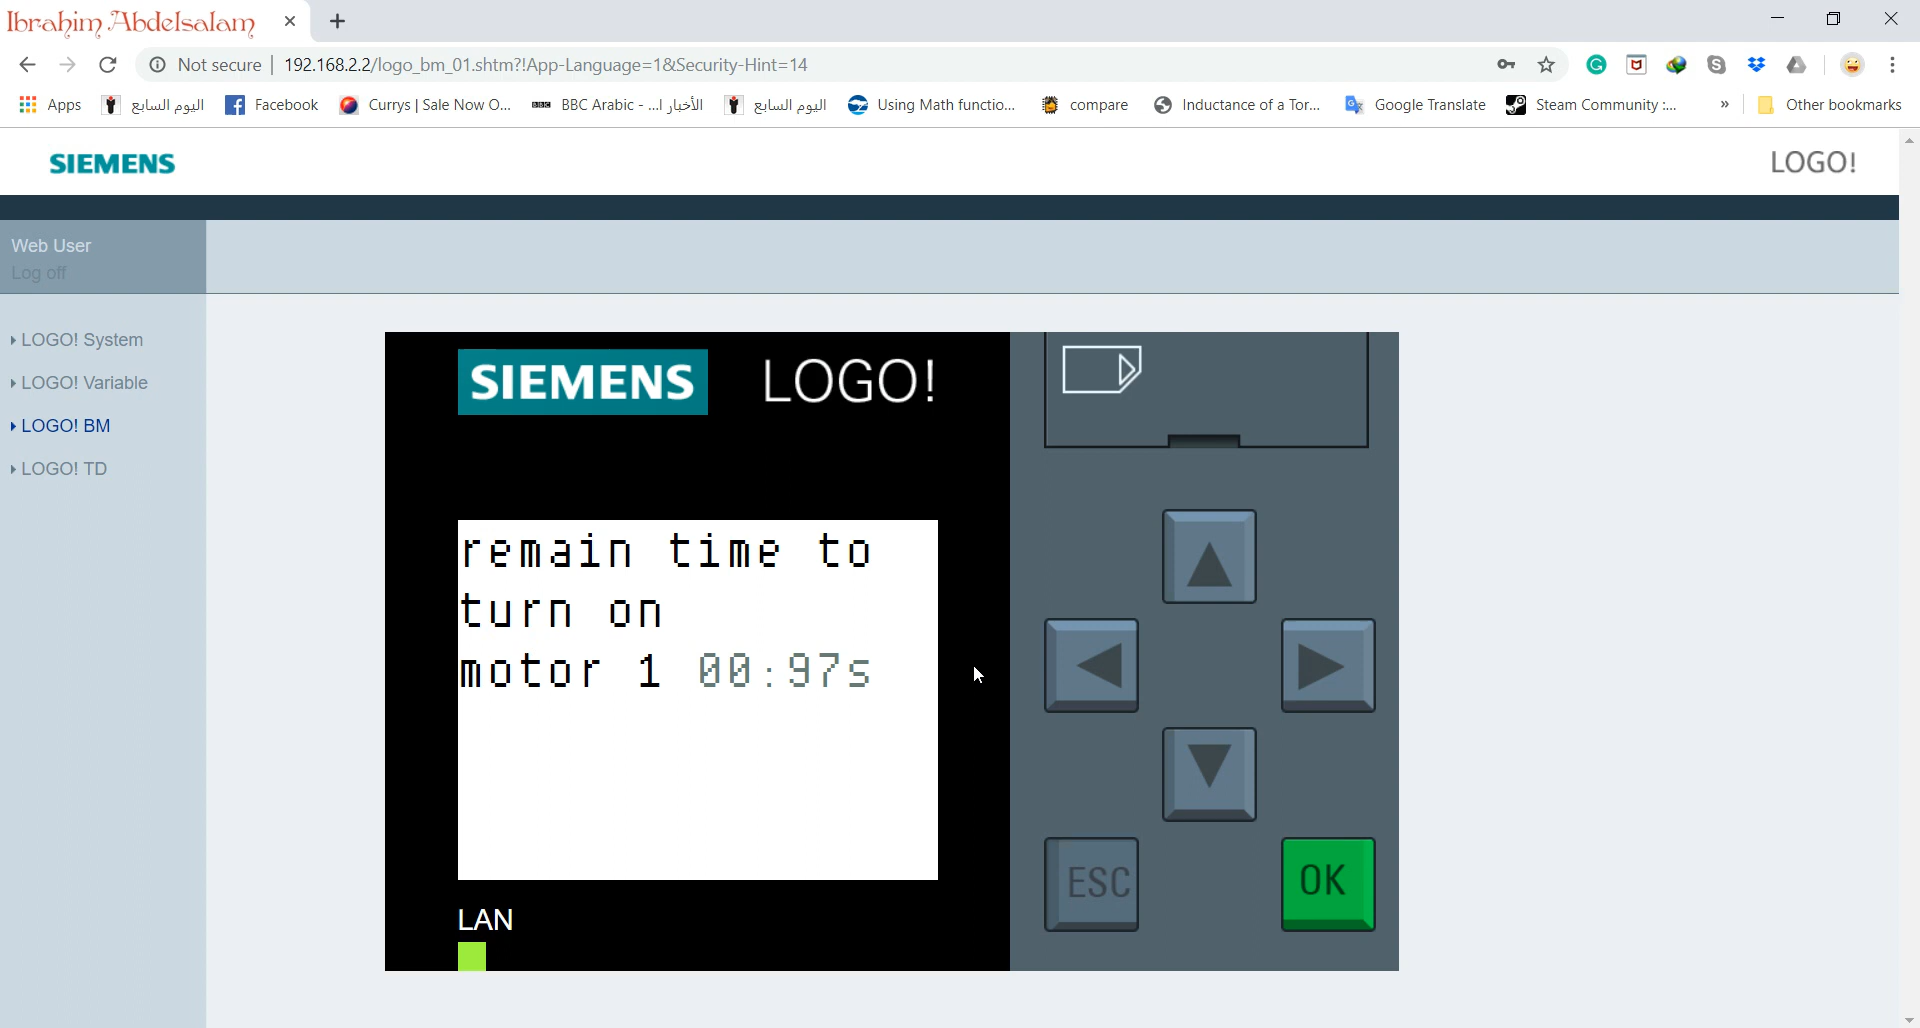 Ibrahim Abdelsalam
Not secure | 192.168.2.2/logo_bm_01.shtm?!App-Language=1&Security-Hint=14
Apps اليوم السابع Facebook Currys | Sale Now O... BBC Arabic - ...الأخبار اليوم السابع Using Math functio... compare Inductance of a Tor... Google Translate Steam Community :... » Other bookmarks
SIEMENS LOGO!
Web User
Log off
LOGO! System
LOGO! Variable
LOGO! BM
LOGO! TD
SIEMENS LOGO!
remain time to
turn on
motor 1 00:97s
ESC OK
LAN